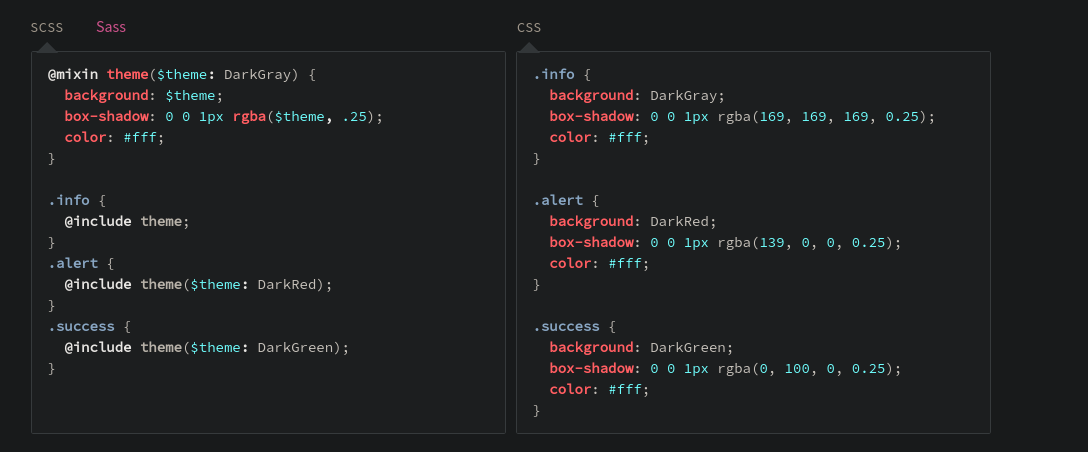 SCSS Sass
@mixin theme($theme: DarkGray) {
  background: $theme;
  box-shadow: 0 0 1px rgba($theme, .25);
  color: #fff;
}

.info {
  @include theme;
}
.alert {
  @include theme($theme: DarkRed);
}
.success {
  @include theme($theme: DarkGreen);
}
CSS
.info {
  background: DarkGray;
  box-shadow: 0 0 1px rgba(169, 169, 169, 0.25);
  color: #fff;
}

.alert {
  background: DarkRed;
  box-shadow: 0 0 1px rgba(139, 0, 0, 0.25);
  color: #fff;
}

.success {
  background: DarkGreen;
  box-shadow: 0 0 1px rgba(0, 100, 0, 0.25);
  color: #fff;
}